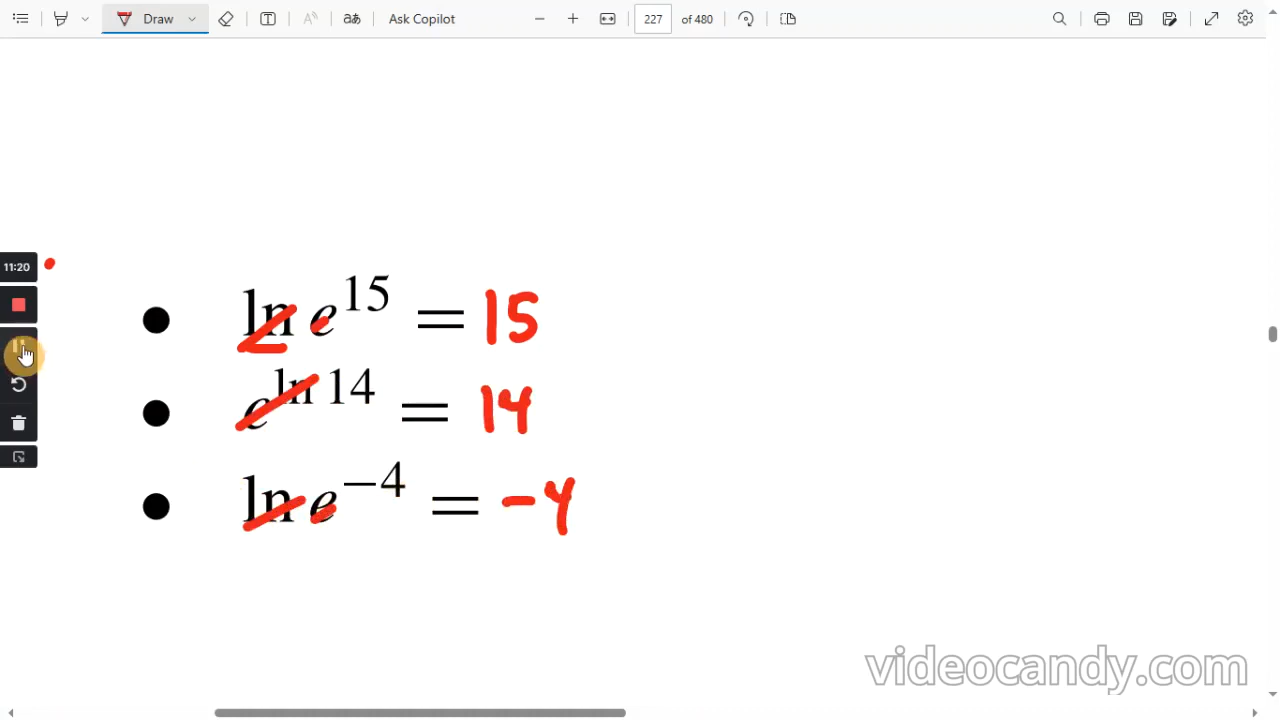 Draw Ask Copilot 227 of 480
11:20
• ln e^15 = 15
• e^ln 14 = 14
• ln e^−4 = -4
videocandy.com